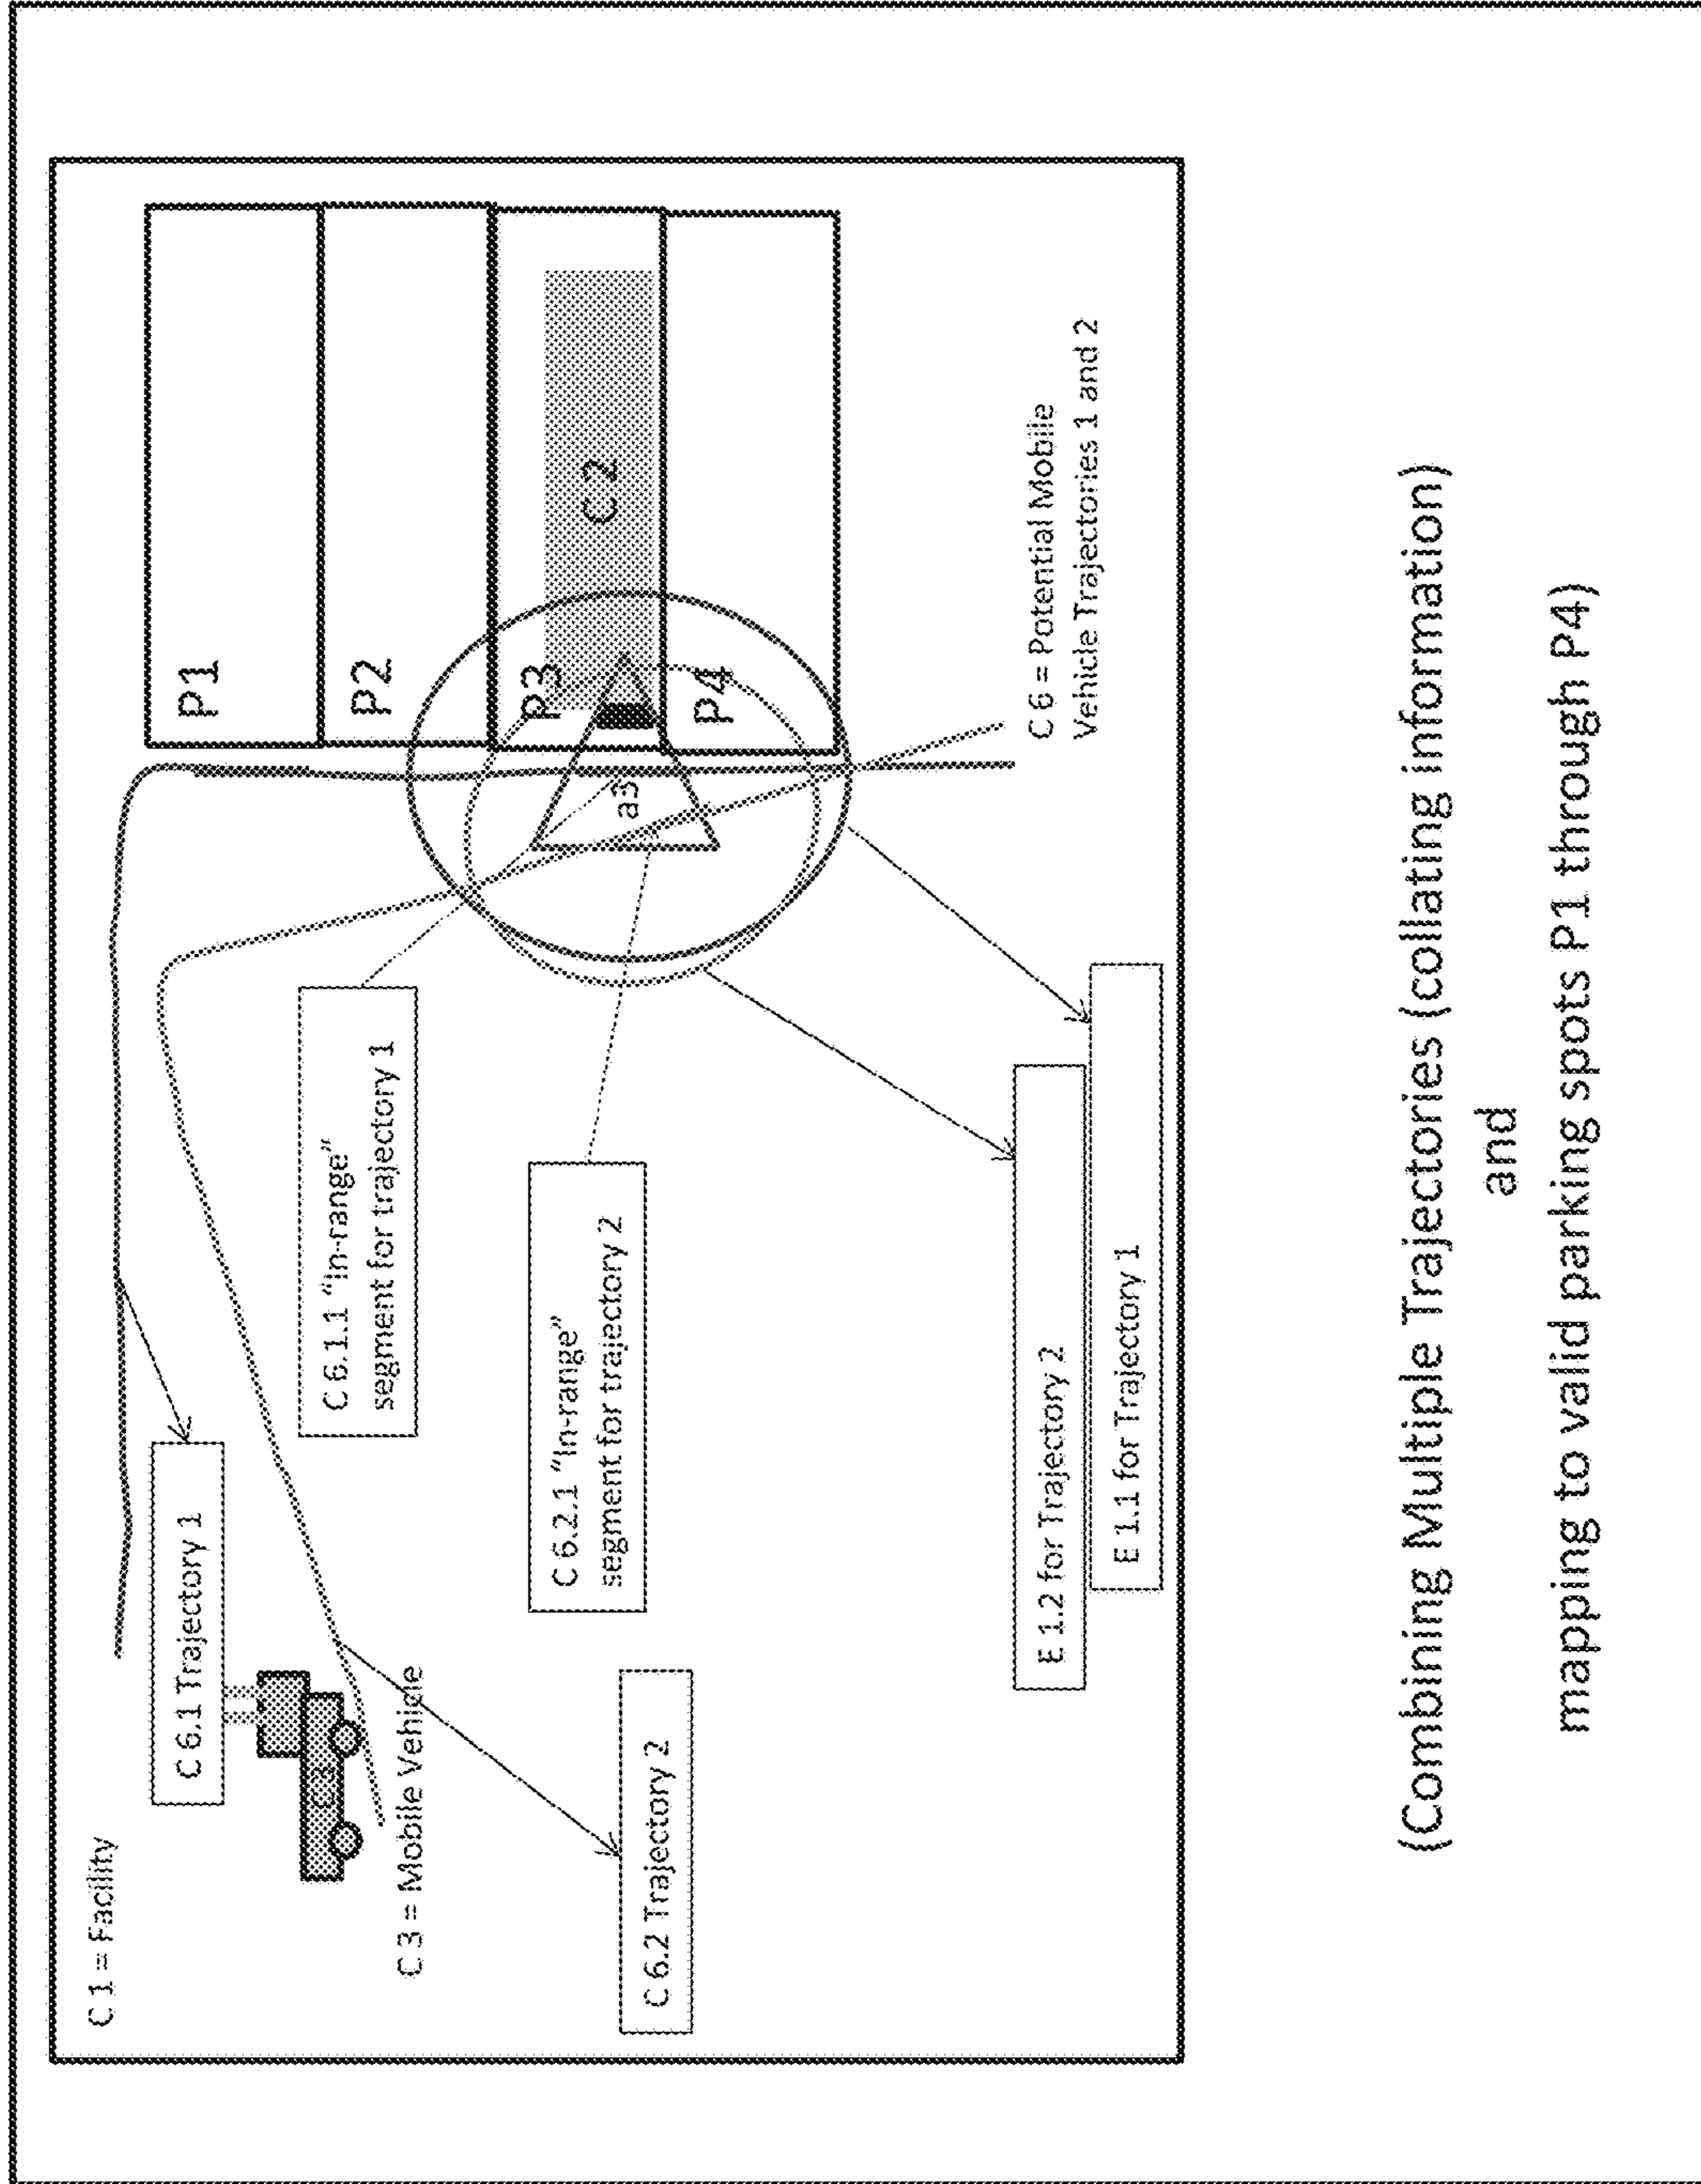 C 1 = Facility
C 6.1 Trajectory 1
C 3 = Mobile Vehicle
C 6.1.1 “In-range”
segment for trajectory 1
C 6.2.1 “In-range”
segment for trajectory 2
C 6.2 Trajectory 2
P1
P2
P3
C 2
a3
P4
E 1.2 for Trajectory 2
E 1.1 for Trajectory 1
C 6 = Potential Mobile
Vehicle Trajectories 1 and 2
(Combining Multiple Trajectories (collating information)
and
mapping to valid parking spots P1 through P4)